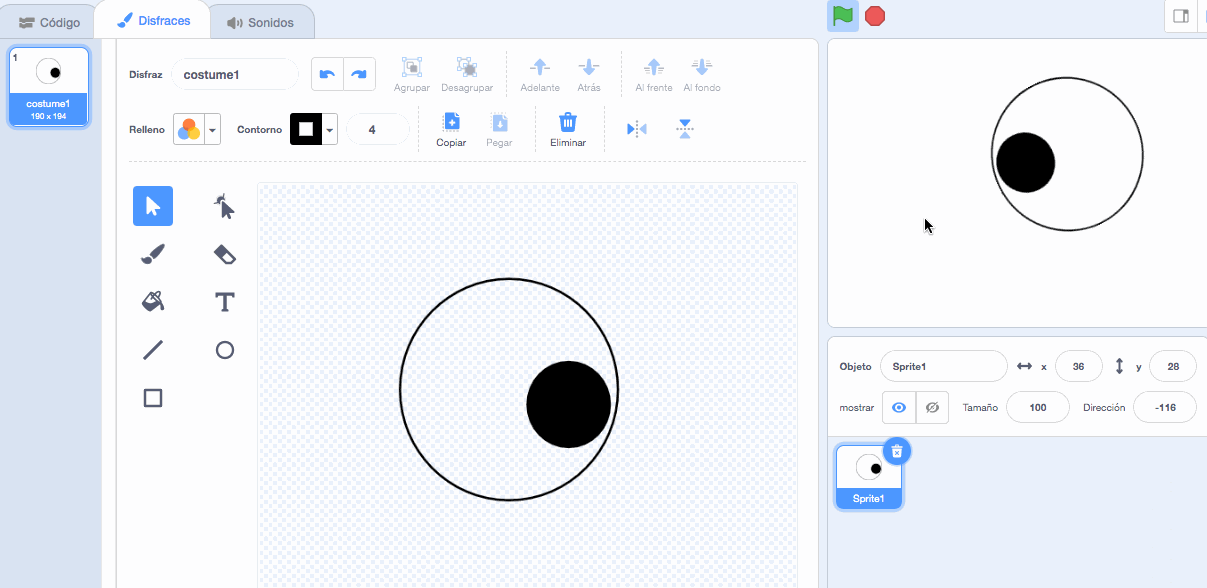 Código
Disfraces
Sonidos
1
costume1
190 x 194
Disfraz
costume1
Agrupar
Desagrupar
Adelante
Atrás
Al frente
Al fondo
Relleno
Contorno
4
Copiar
Pegar
Eliminar
T
Objeto
Sprite1
x
36
y
28
mostrar
Tamaño
100
Dirección
-116
Sprite1